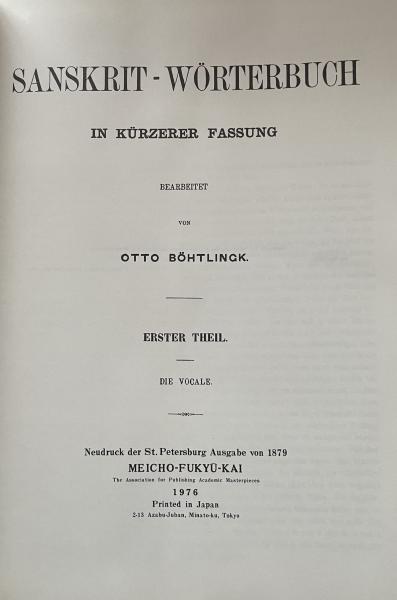 SANSKRIT - WÖRTERBUCH
IN KÜRZERER FASSUNG
BEARBEITET
VON
OTTO BÖHTLINGK.
ERSTER THEIL.
DIE VOCALE.
Neudruck der St. Petersburg Ausgabe von 1879
MEICHO-FUKYŪ-KAI
The Association for Publishing Academic Masterpieces
1976
Printed in Japan
2-13 Azabu-Juban, Minato-ku, Tokyo